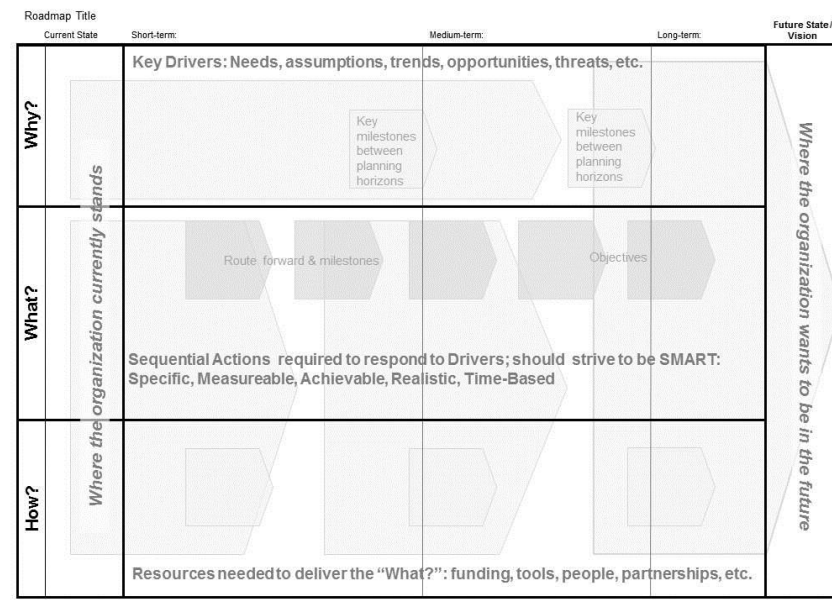 Roadmap Title
Current State
Short-term:
Medium-term:
Long-term:
Future State/
Vision
Why?
Key Drivers: Needs, assumptions, trends, opportunities, threats, etc.
Key
milestones
between
planning
horizons
Key
milestones
between
planning
horizons
What?
Route forward & milestones
Objectives
Sequential Actions required to respond to Drivers; should strive to be SMART:
Specific, Measureable, Achievable, Realistic, Time-Based
How?
Resources needed to deliver the “What?”: funding, tools, people, partnerships, etc.
Where the organization currently stands
Where the organization wants to be in the future